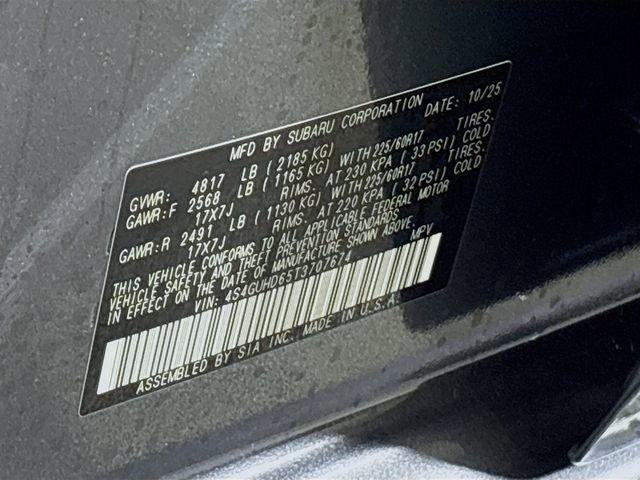 MFD BY SUBARU CORPORATION DATE: 10/25
GVWR: 4817 LB ( 2185 KG)
GAWR:F 2568 LB ( 1165 KG) WITH 225/60R17 TIRES.
17X7J RIMS. AT 230 KPA ( 33 PSI) COLD
GAWR:R 2491 LB ( 1130 KG) WITH 225/60R17 TIRES.
17X7J RIMS. AT 220 KPA ( 32 PSI) COLD
THIS VEHICLE CONFORMS TO ALL APPLICABLE FEDERAL MOTOR
VEHICLE SAFETY AND THEFT PREVENTION STANDARDS
IN EFFECT ON THE DATE OF MANUFACTURE SHOWN ABOVE.
VIN: 4S4GUHD65T3707674 MPV
ASSEMBLED BY SIA INC. MADE IN U.S.A.